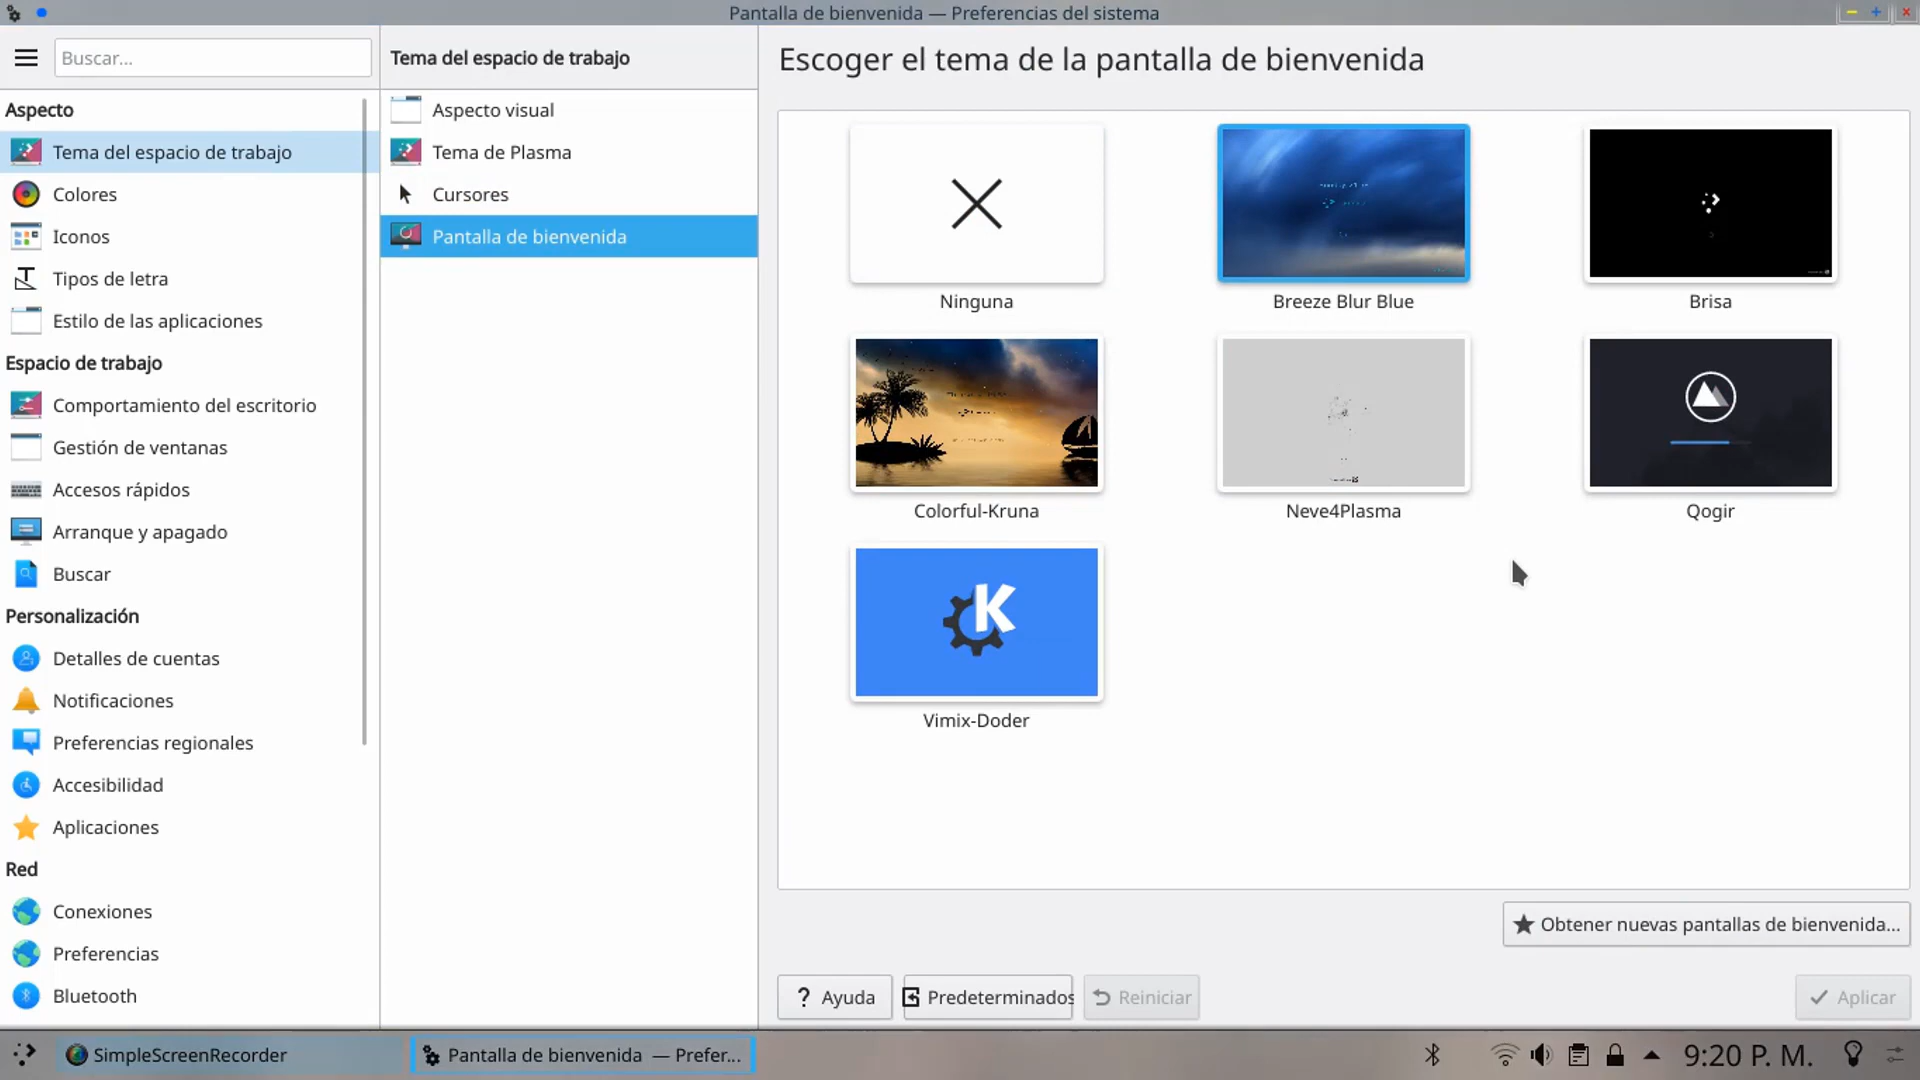 Pantalla de bienvenida — Preferencias del sistema
Buscar...
Aspecto
Tema del espacio de trabajo
Colores
Iconos
Tipos de letra
Estilo de las aplicaciones
Espacio de trabajo
Comportamiento del escritorio
Gestión de ventanas
Accesos rápidos
Arranque y apagado
Buscar
Personalización
Detalles de cuentas
Notificaciones
Preferencias regionales
Accesibilidad
Aplicaciones
Red
Conexiones
Preferencias
Bluetooth
Tema del espacio de trabajo
Aspecto visual
Tema de Plasma
Cursores
Pantalla de bienvenida
Escoger el tema de la pantalla de bienvenida
Ninguna
Breeze Blur Blue
Brisa
Colorful-Kruna
Neve4Plasma
Qogir
Vimix-Doder
Obtener nuevas pantallas de bienvenida...
? Ayuda
Predeterminados
Reiniciar
Aplicar
SimpleScreenRecorder
Pantalla de bienvenida — Prefer...
9:20 P. M.